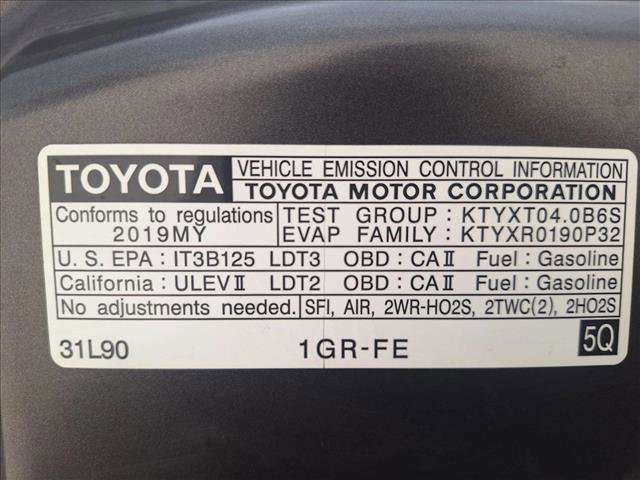 TOYOTA VEHICLE EMISSION CONTROL INFORMATION
TOYOTA MOTOR CORPORATION
Conforms to regulations TEST GROUP : KTYXT04.0B6S
2019MY EVAP FAMILY : KTYXR0190P32
U. S. EPA : IT3B125 LDT3 OBD : CAⅡ Fuel : Gasoline
California : ULEVⅡ LDT2 OBD : CAⅡ Fuel : Gasoline
No adjustments needed. SFI, AIR, 2WR-HO2S, 2TWC(2), 2HO2S
31L90 1GR-FE 5Q